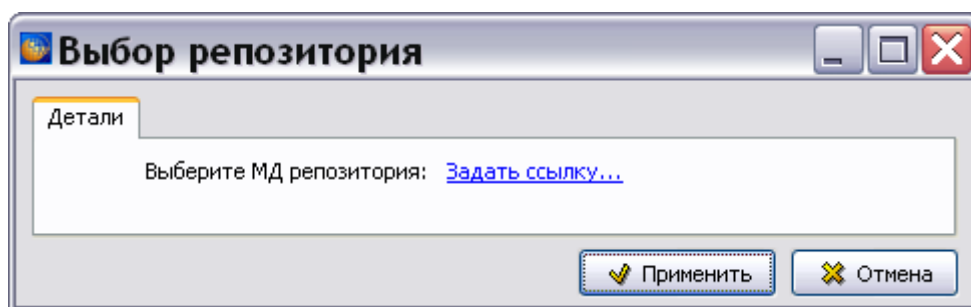 Выбор репозитория
Детали
Выберите МД репозитория: Задать ссылку...
Применить Отмена